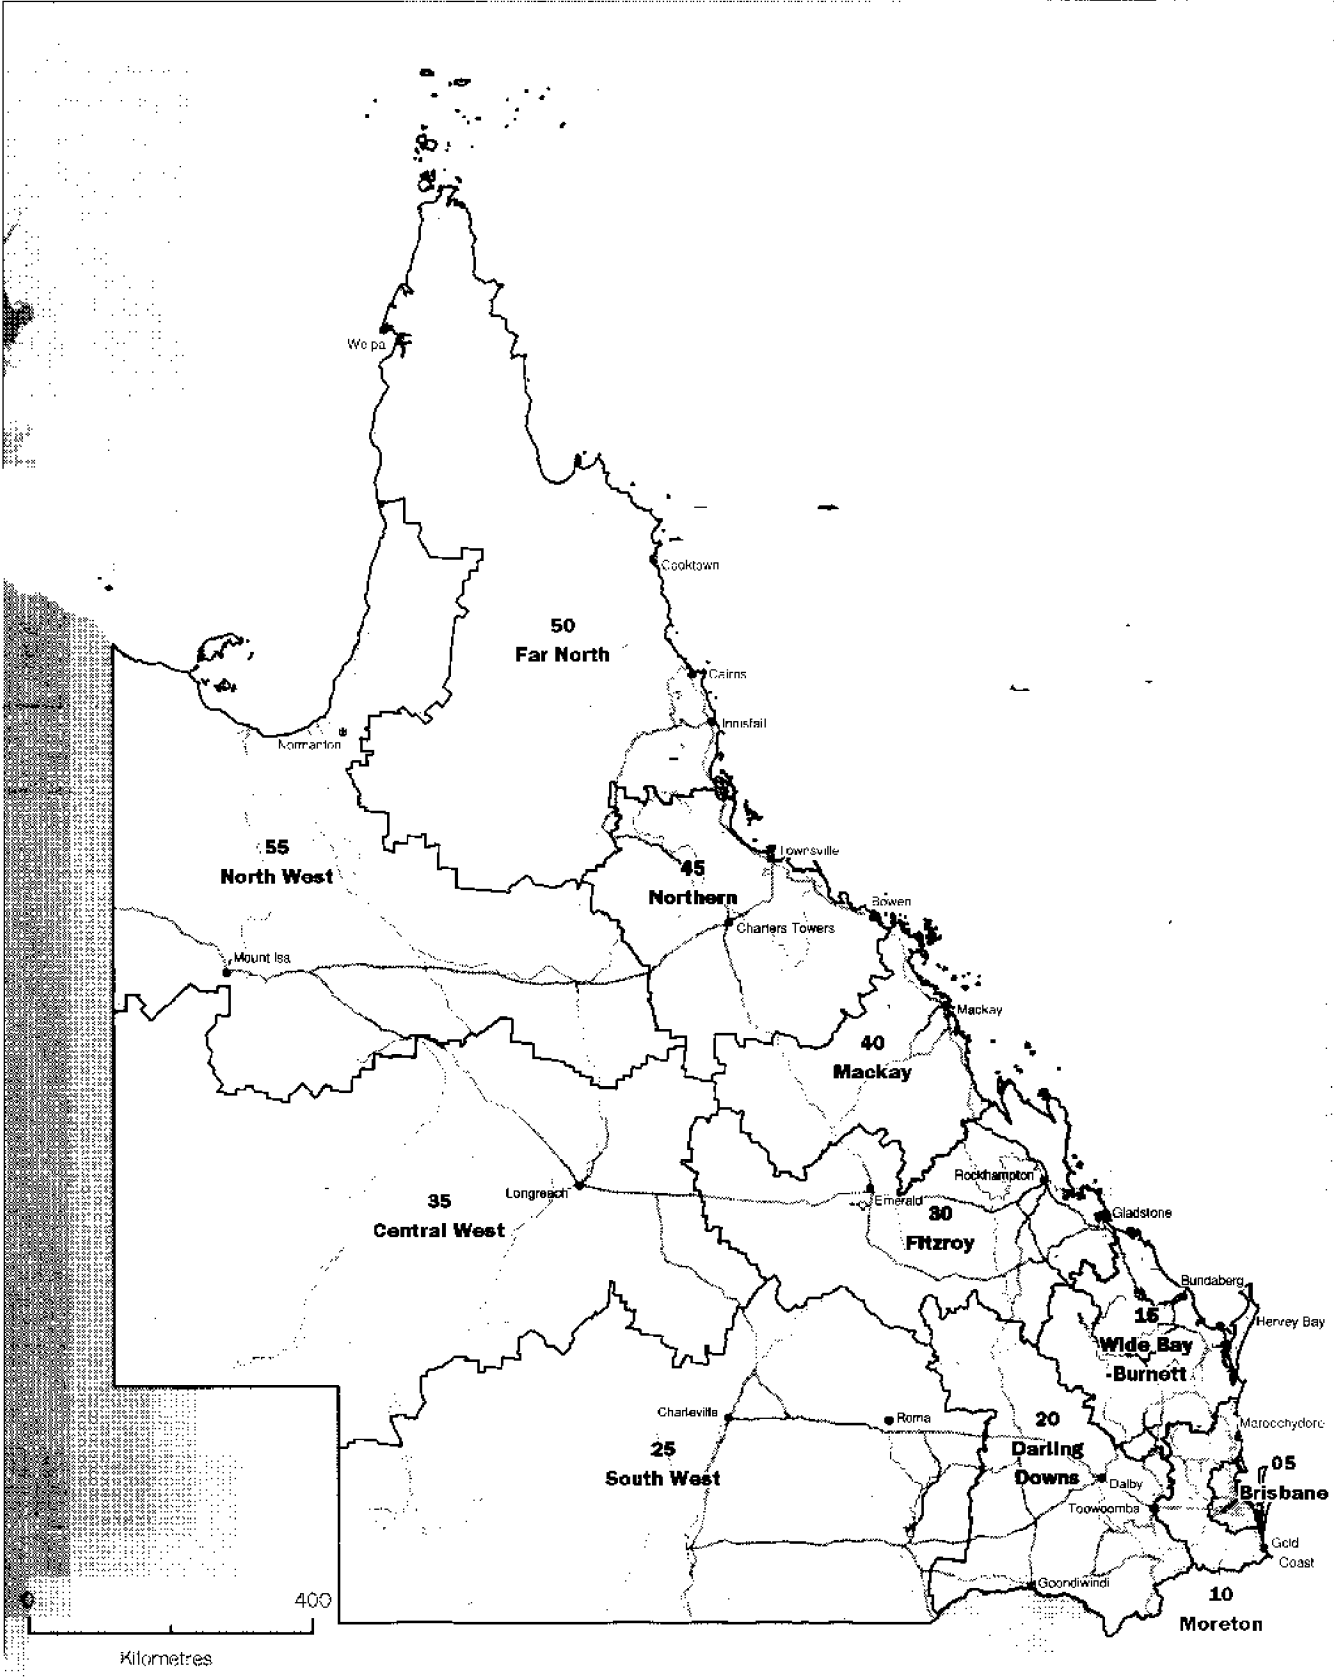 Weipa
Cooktown
50
Far North
Cairns
Innisfail
Normanton
55
North West
Townsville
45
Northern
Bowen
Charters Towers
Mount Isa
Mackay
40
Mackay
Rockhampton
Longreach
Emerald
35
Central West
30
Fitzroy
Gladstone
Bundaberg
15
Wide Bay
-Burnett
Hervey Bay
Charleville
Roma
20
Darling
Downs
Maroochydore
25
South West
05
Brisbane
Dalby
Toowoomba
Gold
Coast
Goondiwindi
10
Moreton
0 400
Kilometres